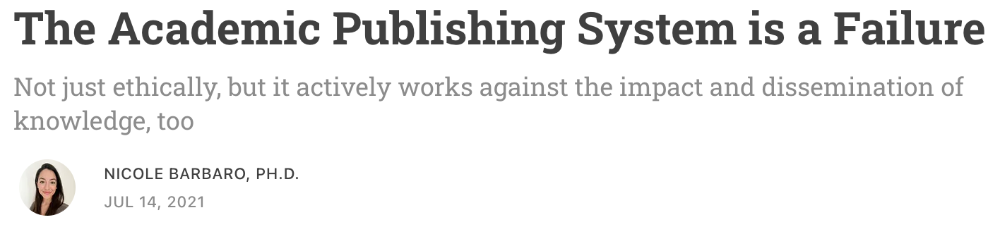 The Academic Publishing System is a Failure
Not just ethically, but it actively works against the impact and dissemination of
knowledge, too
NICOLE BARBARO, PH.D.
JUL 14, 2021